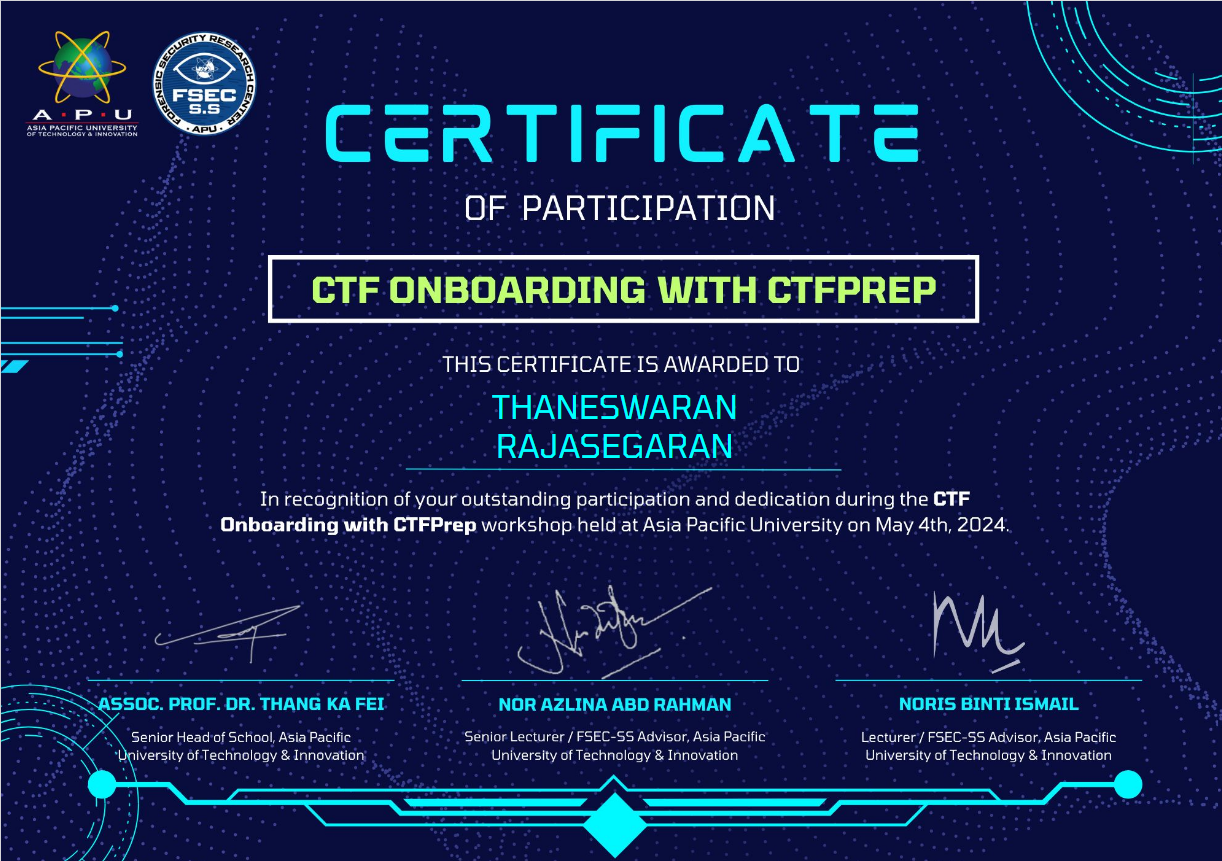 A · P · U
ASIA PACIFIC UNIVERSITY
OF TECHNOLOGY & INNOVATION
FORENSIC SECURITY RESEARCH CENTER
FSEC
S.S
· APU ·
CERTIFICATE
OF PARTICIPATION
CTF ONBOARDING WITH CTFPREP
THIS CERTIFICATE IS AWARDED TO
THANESWARAN
RAJASEGARAN
In recognition of your outstanding participation and dedication during the CTF
Onboarding with CTFPrep workshop held at Asia Pacific University on May 4th, 2024.
ASSOC. PROF. DR. THANG KA FEI
Senior Head of School, Asia Pacific
University of Technology & Innovation
NOR AZLINA ABD RAHMAN
Senior Lecturer / FSEC-SS Advisor, Asia Pacific
University of Technology & Innovation
NORIS BINTI ISMAIL
Lecturer / FSEC-SS Advisor, Asia Pacific
University of Technology & Innovation